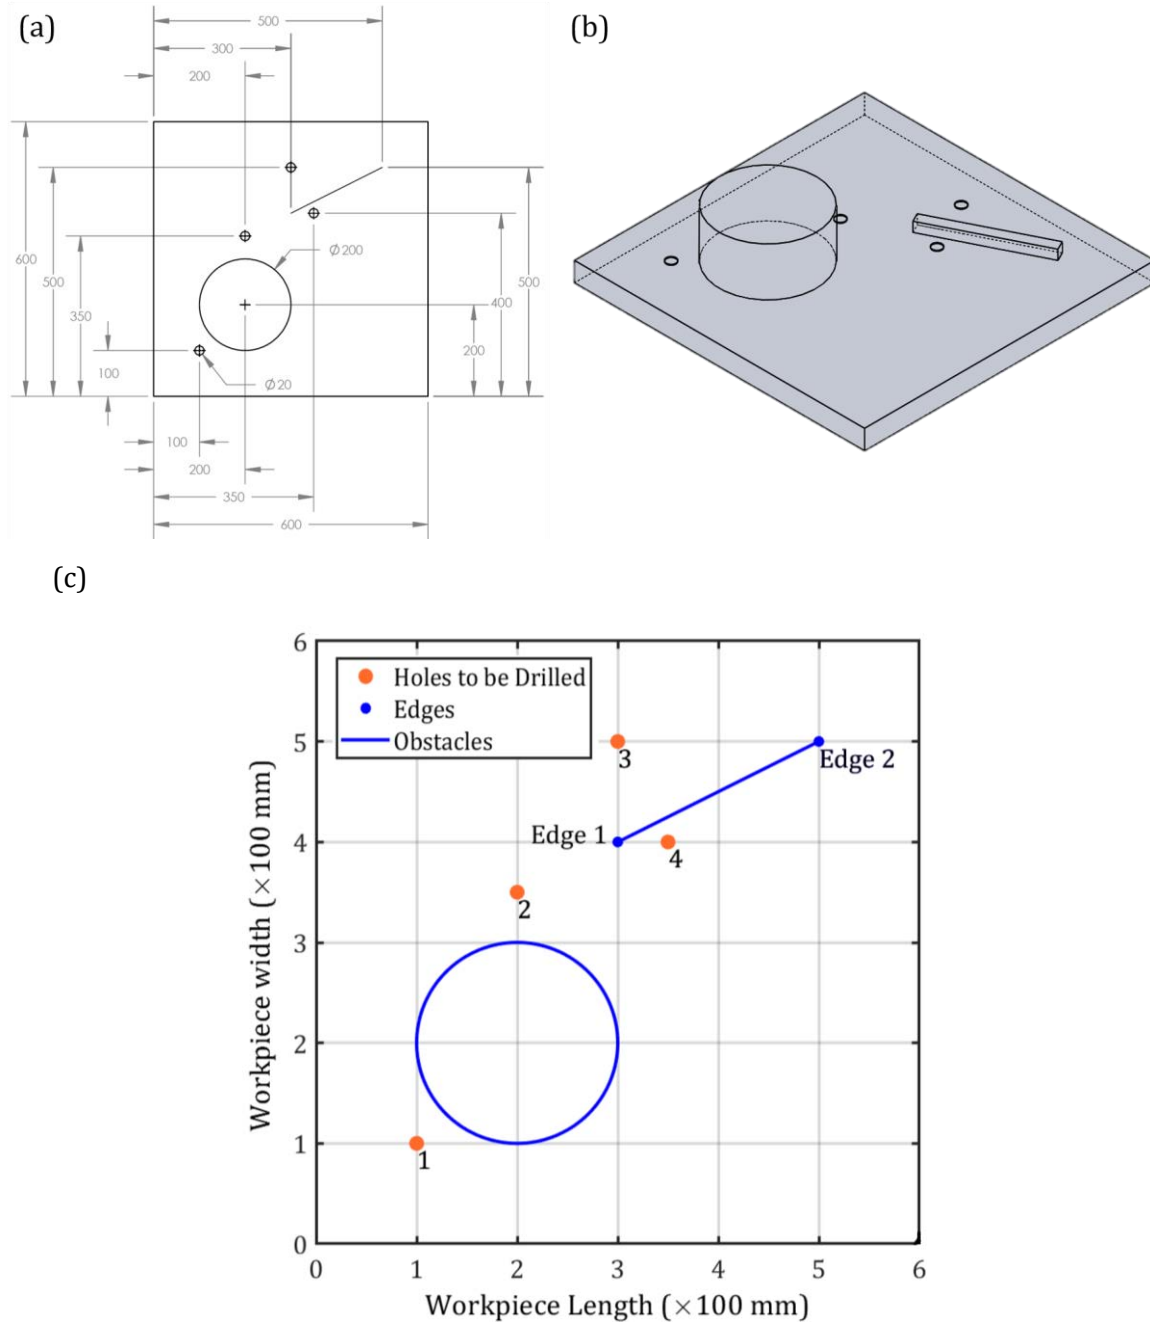 (a)
(b)
500
300
200
600
500
350
100
Ø200
Ø20
500
400
200
100
200
350
600
(c)
Holes to be Drilled
Edges
Obstacles
Edge 1
Edge 2
1
2
3
4
Workpiece width (×100 mm)
6
5
4
3
2
1
0
0 1 2 3 4 5 6
Workpiece Length (×100 mm)